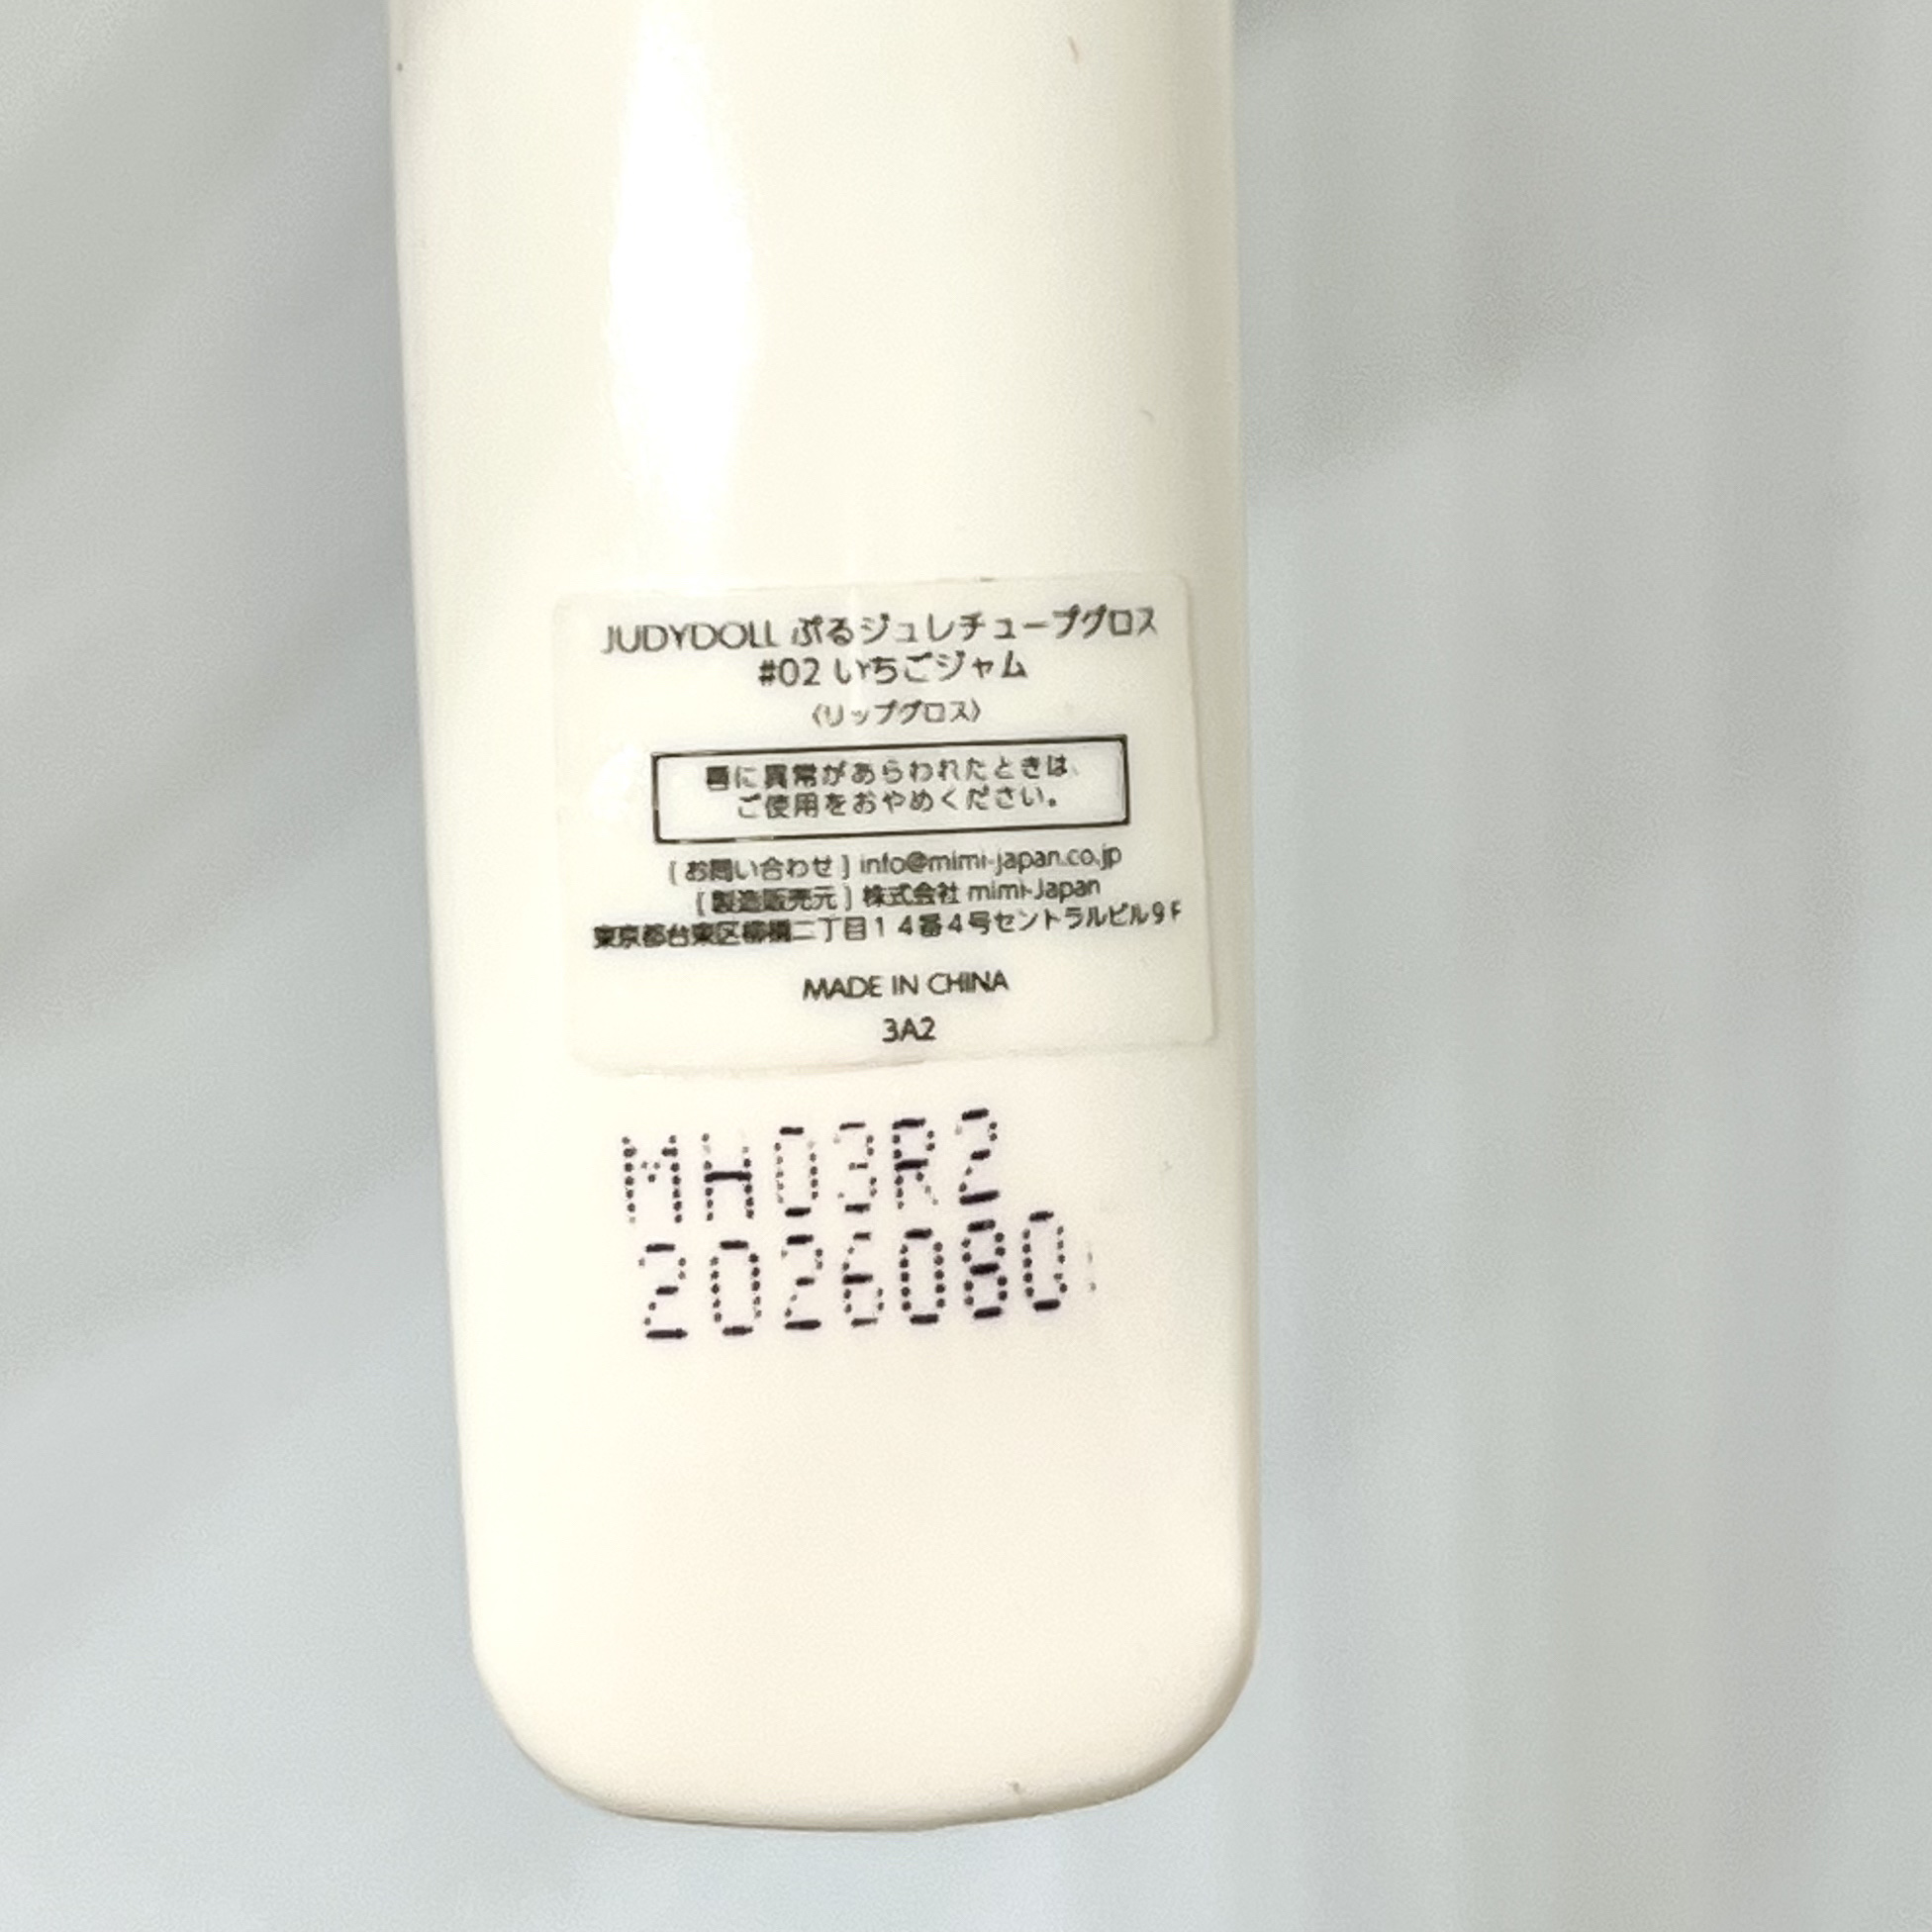 JUDYDOLL ぷるジュレチューブグロス
#02 いちごジャム
〈リップグロス〉
唇に異常があらわれたときは、
ご使用をおやめください。
[お問い合わせ] info@mimi-japan.co.jp
[製造販売元] 株式会社 mimi-Japan
東京都台東区柳橋二丁目14番4号セントラルビル9F
MADE IN CHINA
3A2
MH03R2
2026080